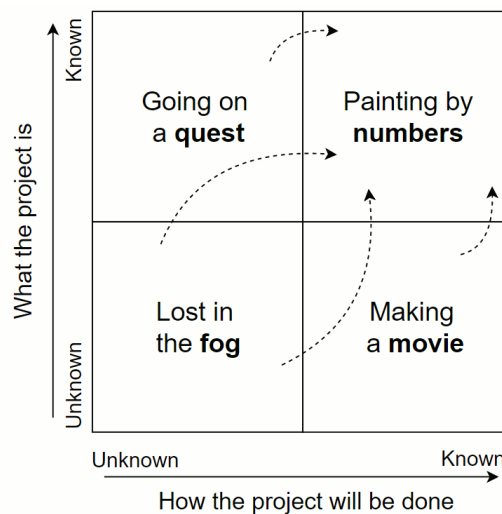 Known
Going on
a quest
Painting by
numbers
What the project is
Lost in
the fog
Making
a movie
Unknown
Unknown
Known
How the project will be done